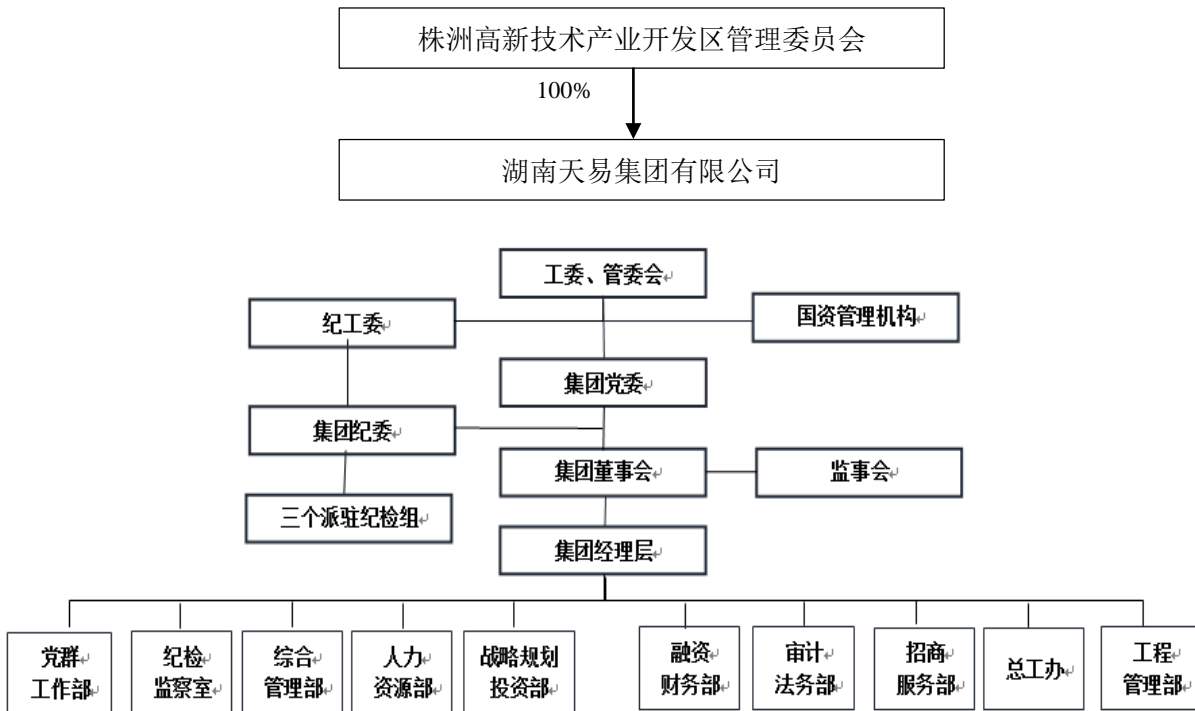 株洲高新技术产业开发区管理委员会
100%
湖南天易集团有限公司
工委、管委会
纪工委
国资管理机构
集团党委
集团纪委
集团董事会
监事会
三个派驻纪检组
集团经理层
党群
工作部
纪检
监察室
综合
管理部
人力
资源部
战略规划
投资部
融资
财务部
审计
法务部
招商
服务部
总工办
工程
管理部